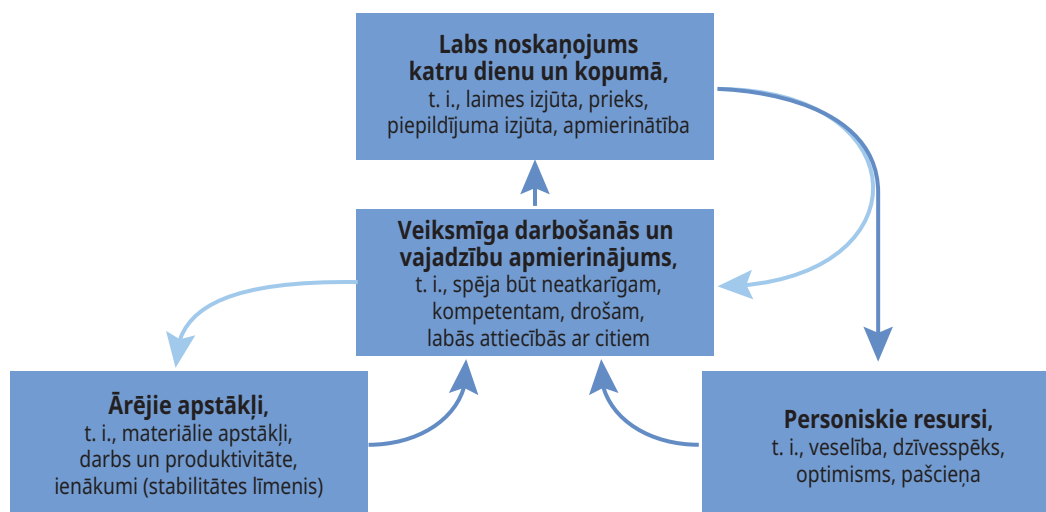 Labs noskaņojums
katru dienu un kopumā,
t. i., laimes izjūta, prieks,
piepildījuma izjūta, apmierinātība
Veiksmīga darbošanās un
vajadzību apmierinājums,
t. i., spēja būt neatkarīgam,
kompetentam, drošam,
labās attiecībās ar citiem
Ārējie apstākļi,
t. i., materiālie apstākļi,
darbs un produktivitāte,
ienākumi (stabilitātes līmenis)
Personiskie resursi,
t. i., veselība, dzīvesspēks,
optimisms, pašcieņa